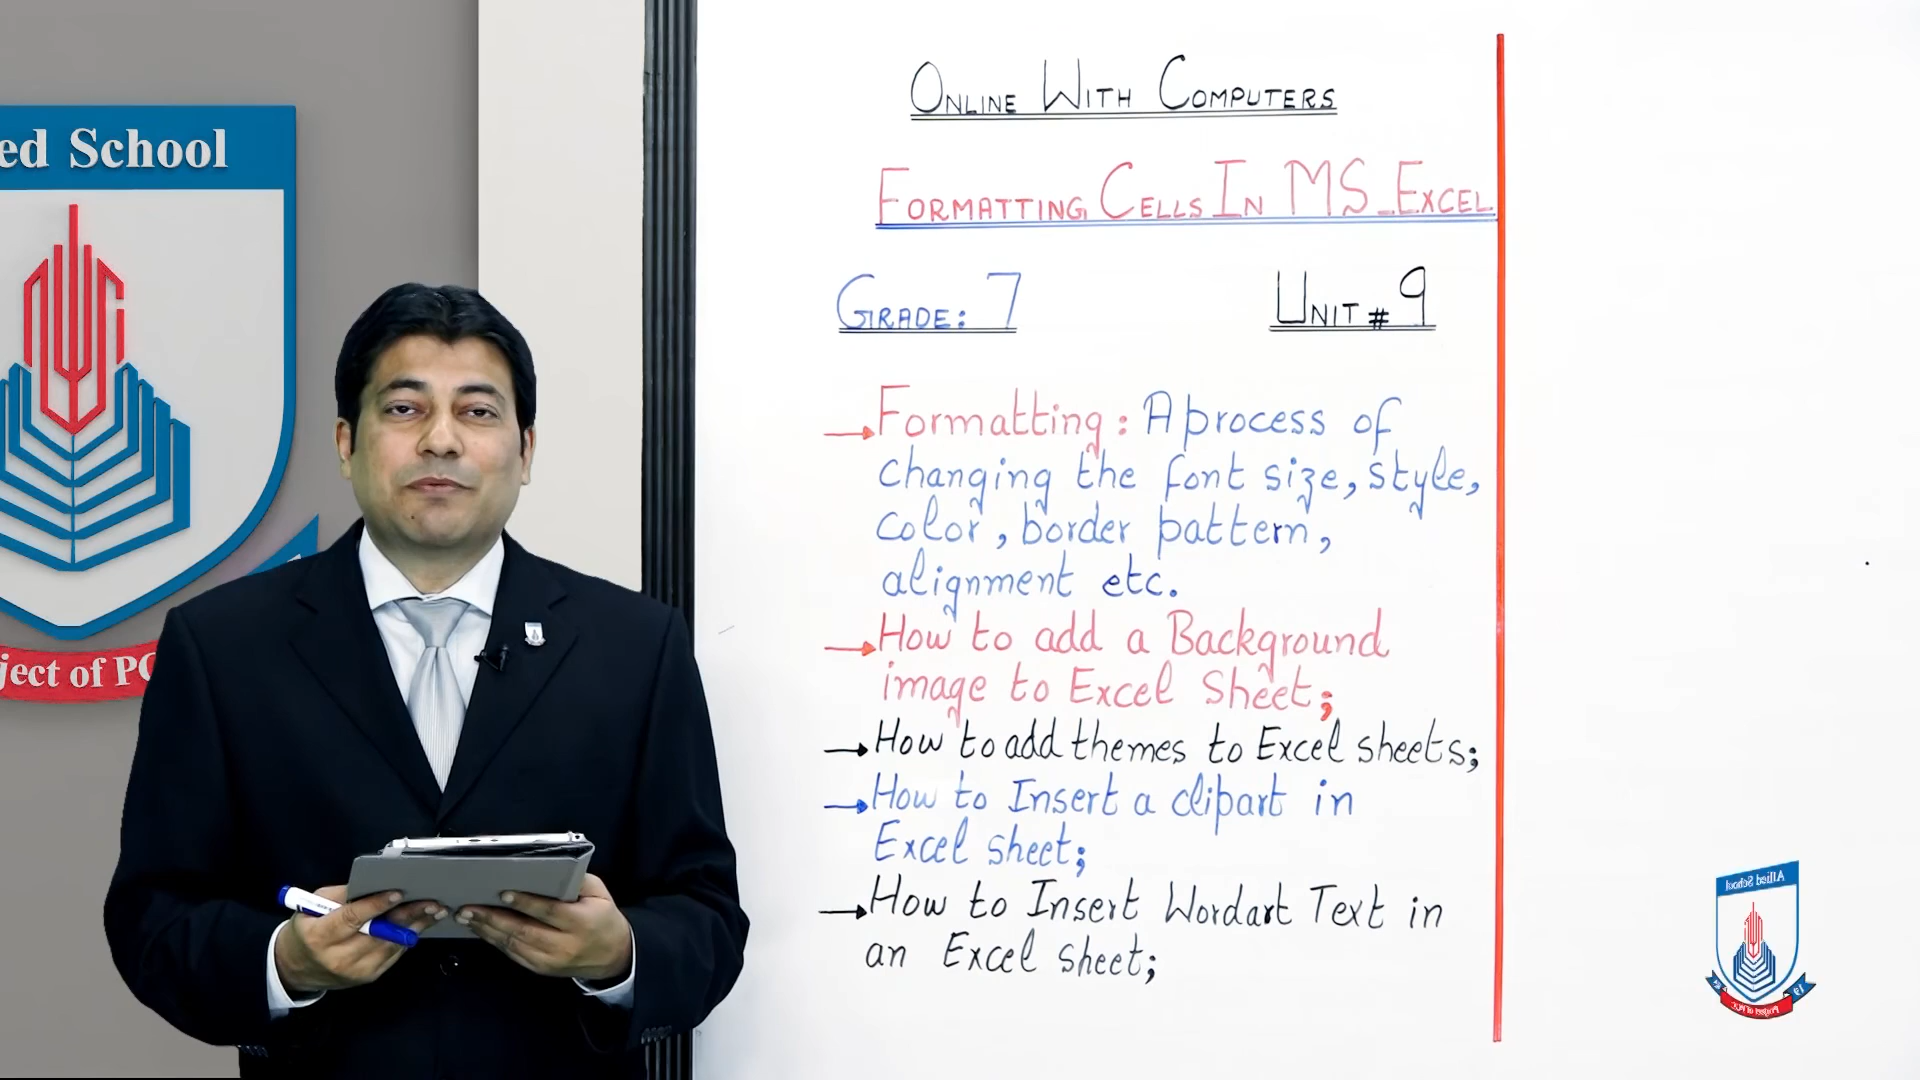 ed School
ject of PG
ONLINE WITH COMPUTERS
FORMATTING CELLS IN MS_EXCEL
GRADE: 7
UNIT # 9
Formatting: A process of
changing the font size, style,
color, border pattern,
alignment etc.
How to add a Background
image to Excel Sheet;
How to add themes to Excel sheets;
How to Insert a clipart in
Excel sheet;
How to Insert Wordart Text in
an Excel sheet;
Allied School